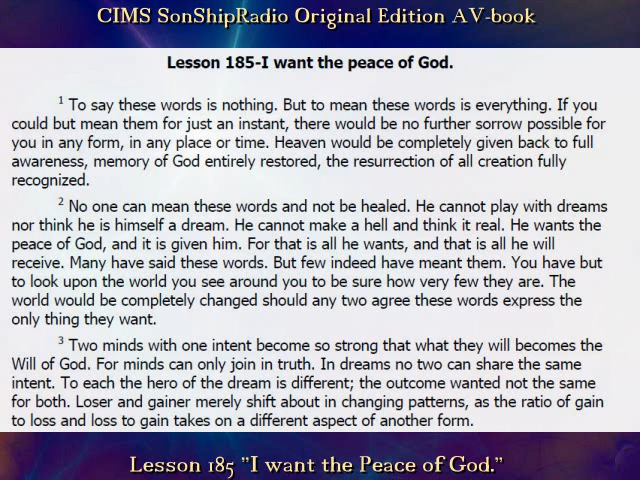 CIMS SonShipRadio Original Edition AV-book
Lesson 185-I want the peace of God.
1 To say these words is nothing. But to mean these words is everything. If you
could but mean them for just an instant, there would be no further sorrow possible for
you in any form, in any place or time. Heaven would be completely given back to full
awareness, memory of God entirely restored, the resurrection of all creation fully
recognized.
2 No one can mean these words and not be healed. He cannot play with dreams
nor think he is himself a dream. He cannot make a hell and think it real. He wants the
peace of God, and it is given him. For that is all he wants, and that is all he will
receive. Many have said these words. But few indeed have meant them. You have but
to look upon the world you see around you to be sure how very few they are. The
world would be completely changed should any two agree these words express the
only thing they want.
3 Two minds with one intent become so strong that what they will becomes the
Will of God. For minds can only join in truth. In dreams no two can share the same
intent. To each the hero of the dream is different; the outcome wanted not the same
for both. Loser and gainer merely shift about in changing patterns, as the ratio of gain
to loss and loss to gain takes on a different aspect of another form.
Lesson 185 "I want the Peace of God."